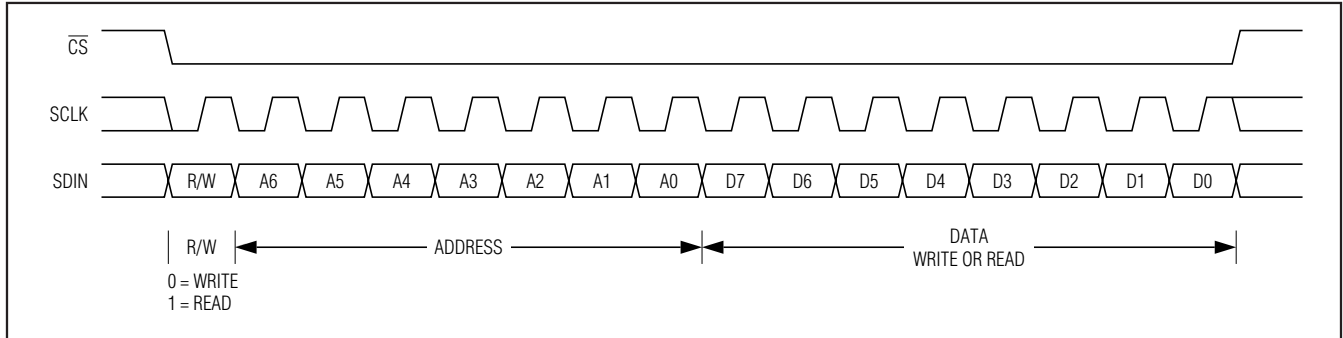 CS
SCLK
SDIN R/W A6 A5 A4 A3 A2 A1 A0 D7 D6 D5 D4 D3 D2 D1 D0
R/W ADDRESS DATA
WRITE OR READ
0 = WRITE
1 = READ